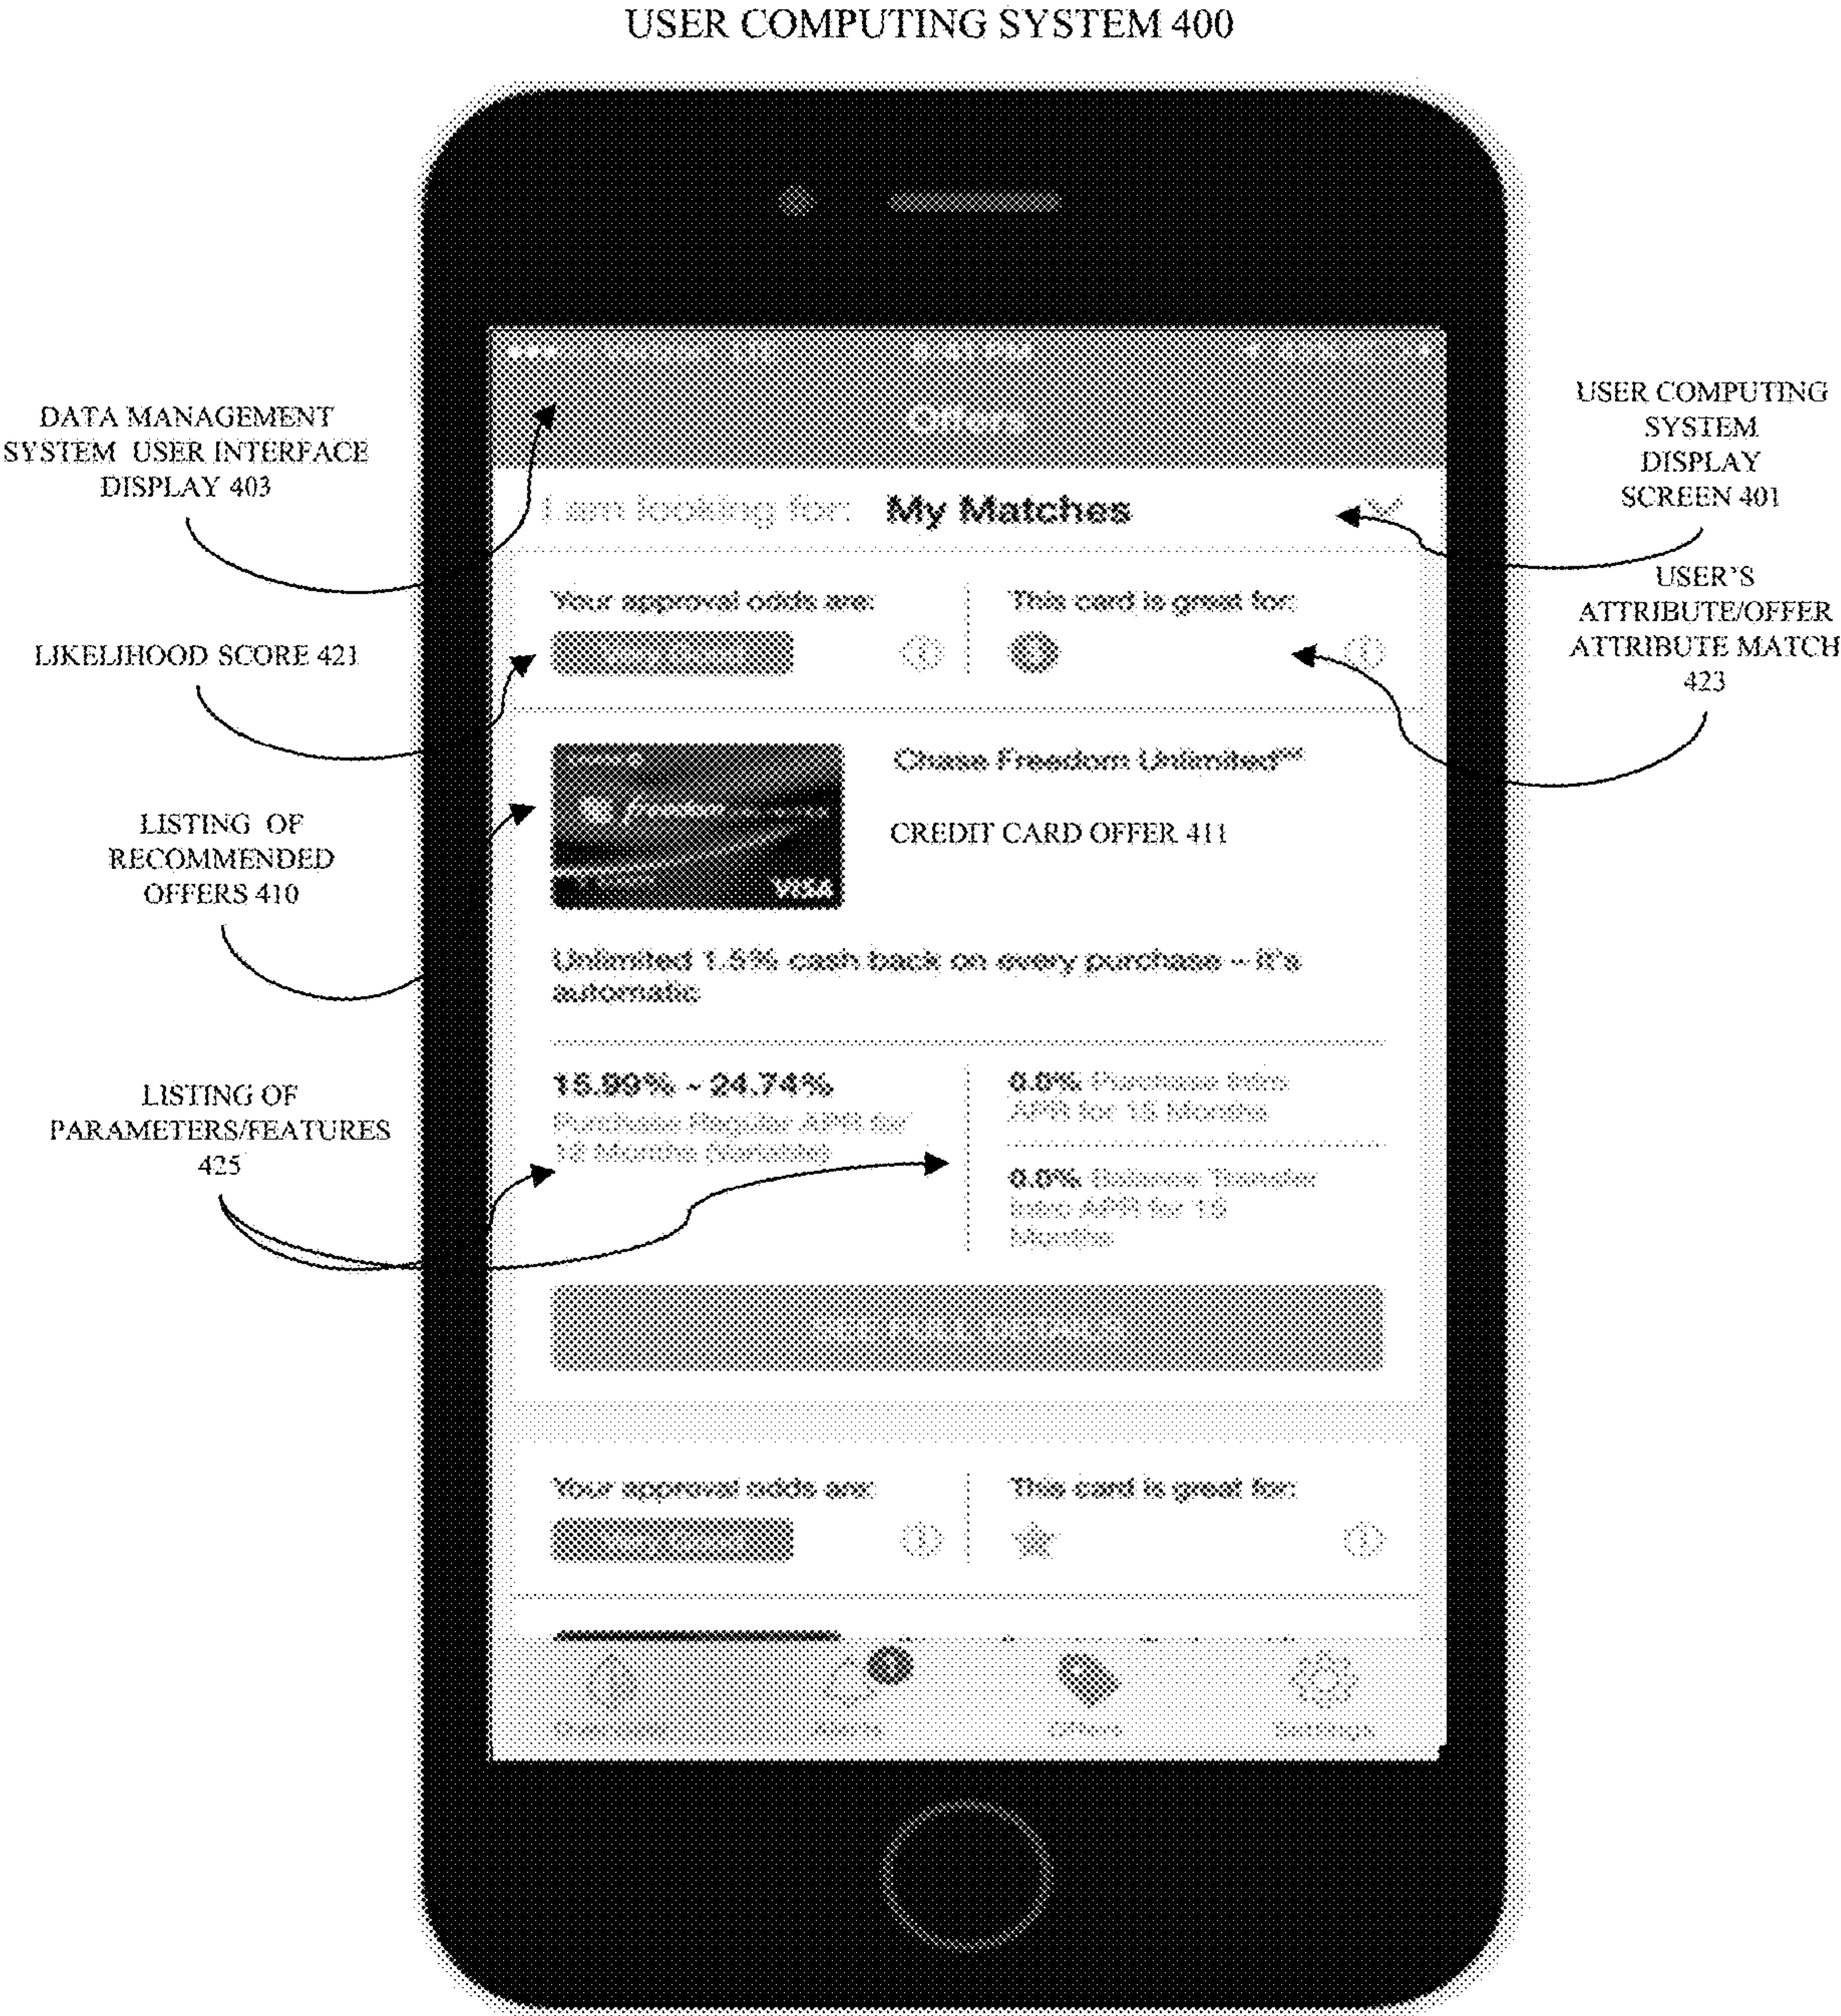 USER COMPUTING SYSTEM 400
Offers
DATA MANAGEMENT
SYSTEM USER INTERFACE
DISPLAY 403
USER COMPUTING
SYSTEM
DISPLAY
SCREEN 401
I am looking for: My Matches
USER'S
ATTRIBUTE/OFFER
ATTRIBUTE MATCH
423
Your approval odds are:
This card is great for:
LIKELIHOOD SCORE 421
Chase Freedom Unlimited℠
CREDIT CARD OFFER 411
freedom
VISA
LISTING OF
RECOMMENDED
OFFERS 410
Unlimited 1.5% cash back on every purchase - it's
automatic
LISTING OF
PARAMETERS/FEATURES
425
15.99% - 24.74%
Purchase Regular APR for
Months (Variable)
0.0% Purchase Intro
APR for 15 Months
0.0% Balance Transfer
Intro APR for 15
Months
Your approval odds are:
This card is great for:
Offers
Settings